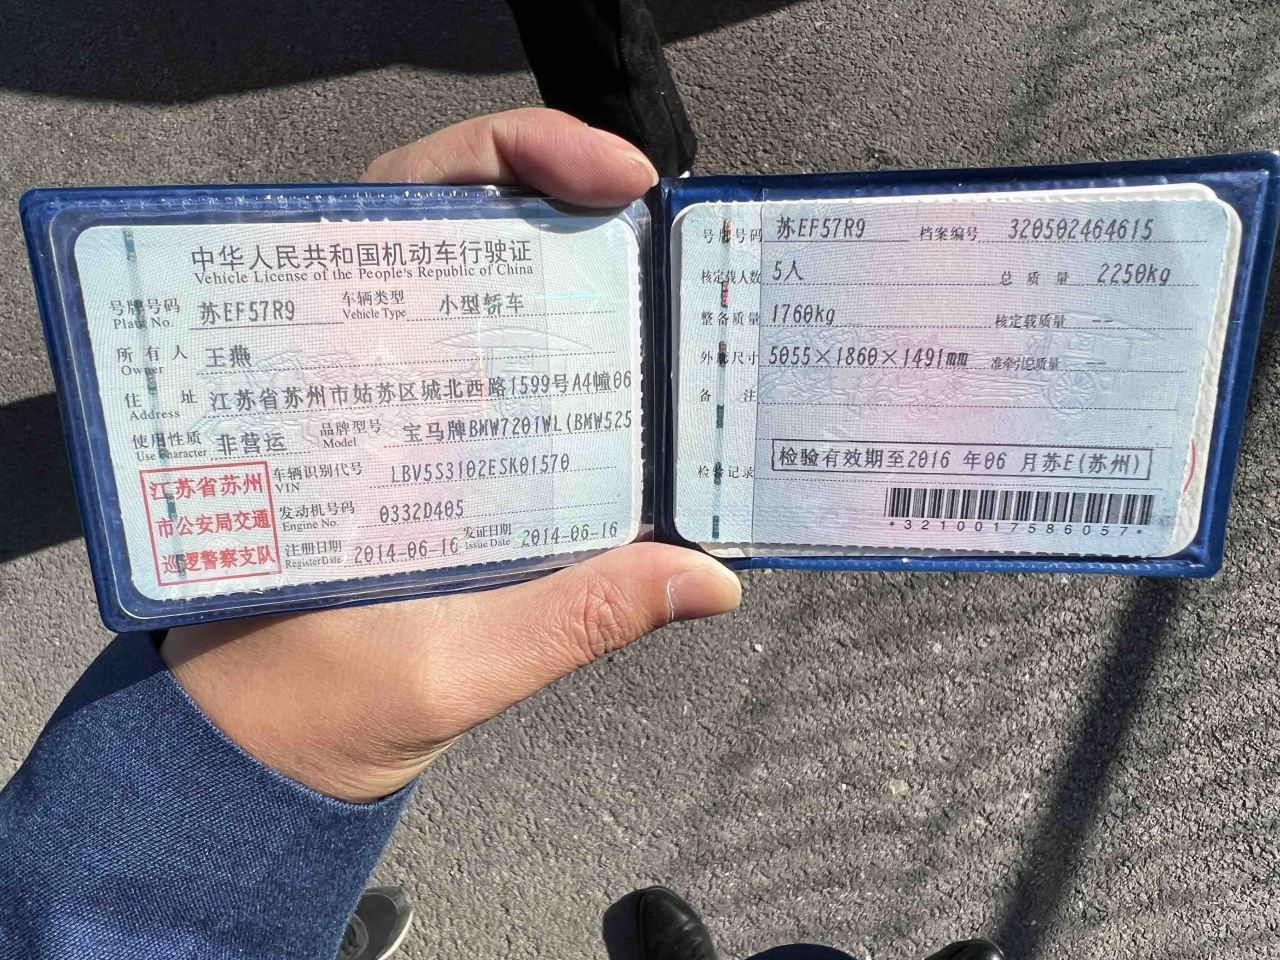 中华人民共和国机动车行驶证
Vehicle License of the People's Republic of China
号牌号码 苏EF57R9 车辆类型 小型轿车
Plate No. Vehicle Type
所有人 王燕
Owner
住址 江苏省苏州市姑苏区城北西路1599号A4幢06
Address
使用性质 非营运 品牌型号 宝马牌BMW7201WL(BMW525
Use Character Model
江苏省苏州
市公安局交通
巡逻警察支队
车辆识别代号 LBV5S3102ESK01570
VIN
发动机号码 0332D405
Engine No.
注册日期 2014-06-16 发证日期 2014-06-16
Register Date Issue Date
号牌号码 苏EF57R9 档案编号 320502464615
核定载人数 5人 总质量 2250kg
整备质量 1760kg 核定载质量 --
外廓尺寸 5055×1860×1491mm 准牵引总质量 --
备注
检验记录 检验有效期至2016 年06 月苏E(苏州)
*3210017586057*